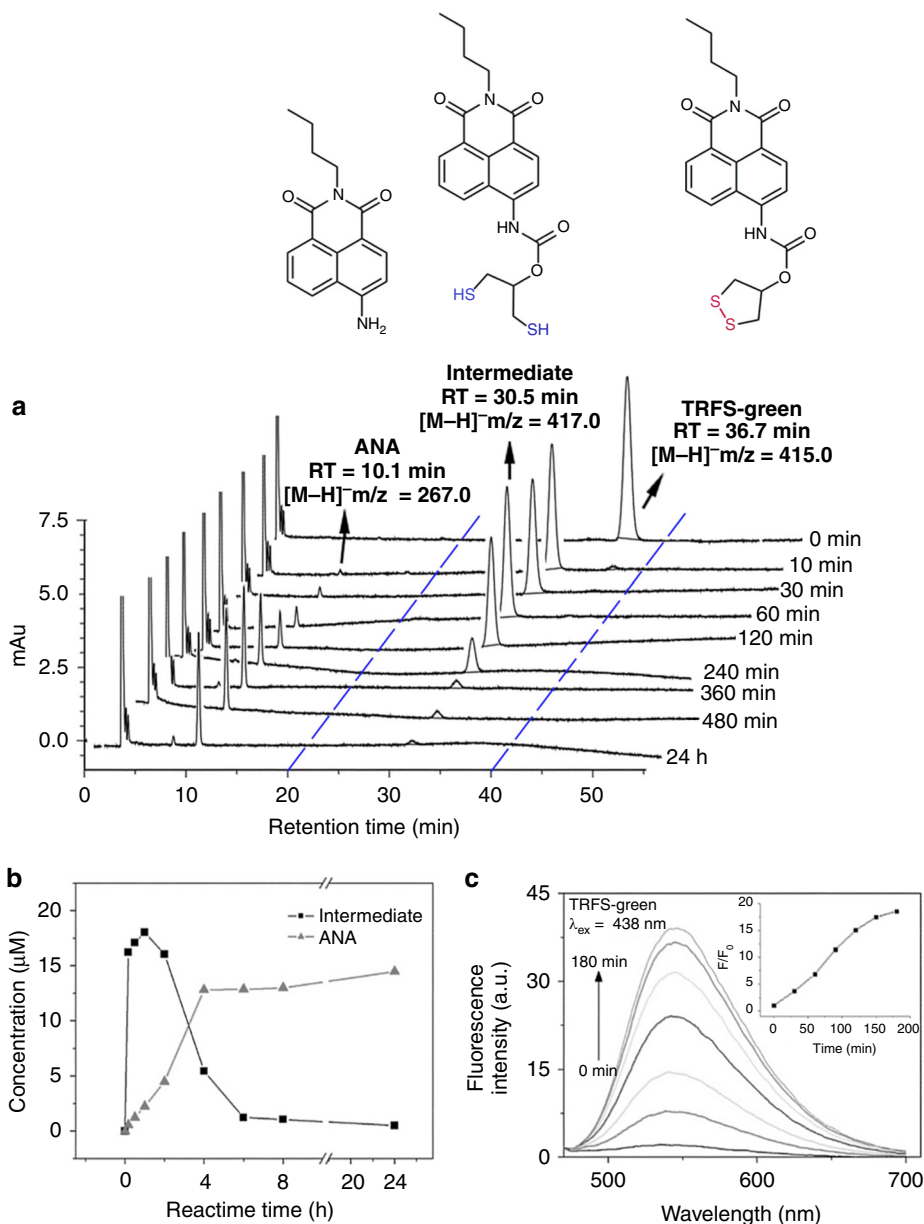 O
N
O
NH2
O
N
O
NH
O
O
HS
SH
O
N
O
NH
O
O
S
S
a
ANA
RT = 10.1 min
[M–H]⁻m/z = 267.0
Intermediate
RT = 30.5 min
[M–H]⁻m/z = 417.0
TRFS-green
RT = 36.7 min
[M–H]⁻m/z = 415.0
mAu
7.5
5.0
2.5
0.0
0 min
10 min
30 min
60 min
120 min
240 min
360 min
480 min
24 h
0 10 20 30 40 50
Retention time (min)
b
Concentration (μM)
20
15
10
5
0
Intermediate
ANA
0 4 8 20 24
Reactime time (h)
c
Fluorescence
intensity (a.u.)
45
30
15
0
TRFS-green
λex = 438 nm
180 min
0 min
F/F0
20
15
10
5
0
0 50 100 150 200
Time (min)
500 600 700
Wavelength (nm)